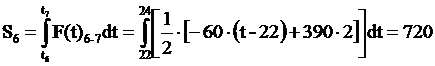 S₆ = ∫_{t₆}^{t₇} F(t)₆₋₇dt = ∫_{22}^{24} [1/2 · [−60 · (t-22) + 390 · 2]]dt = 720